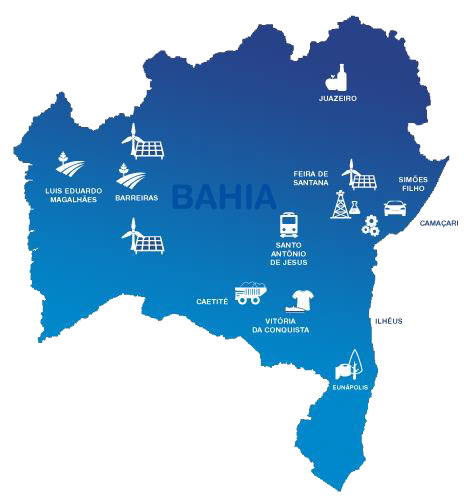 JUAZEIRO
FEIRA DE
SANTANA
SIMÕES
FILHO
LUIS EDUARDO
MAGALHÃES
BARREIRAS
BAHIA
CAMAÇARI
SANTO
ANTÔNIO
DE JESUS
CAETITÉ
VITÓRIA
DA CONQUISTA
ILHÉUS
EUNÁPOLIS